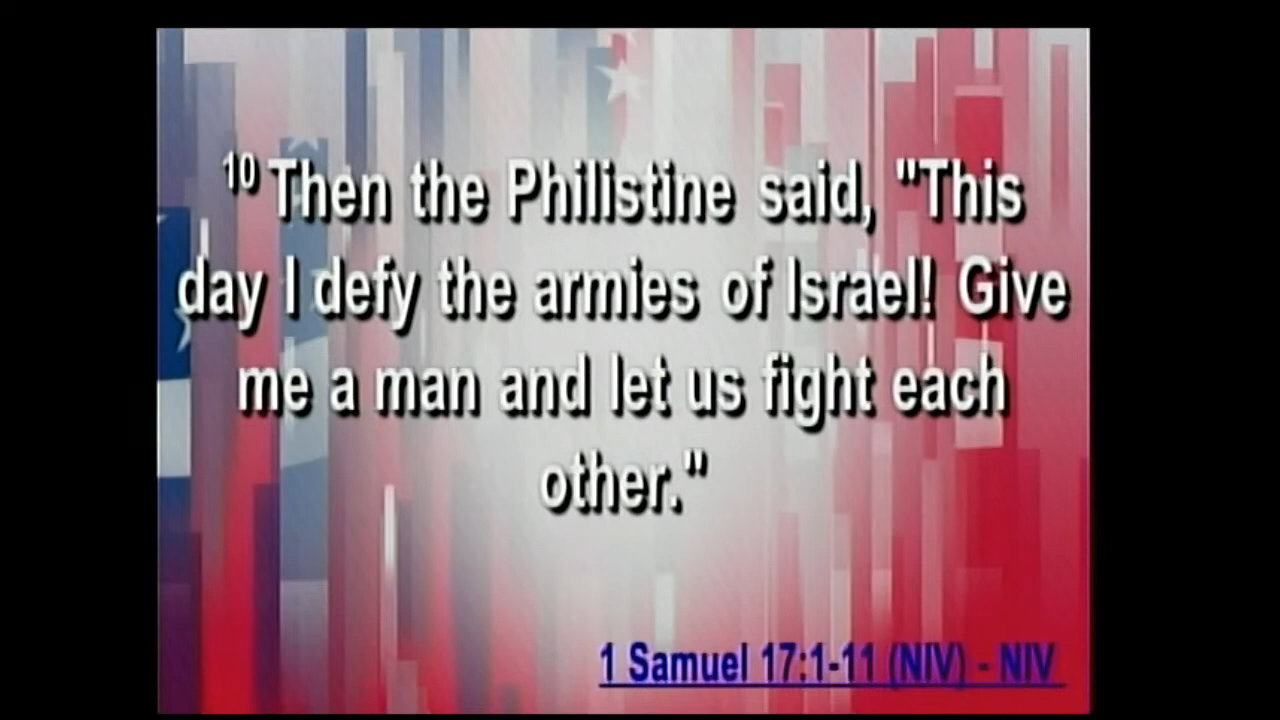 10 Then the Philistine said, "This
day I defy the armies of Israel! Give
me a man and let us fight each
other."
1 Samuel 17:1-11 (NIV) - NIV